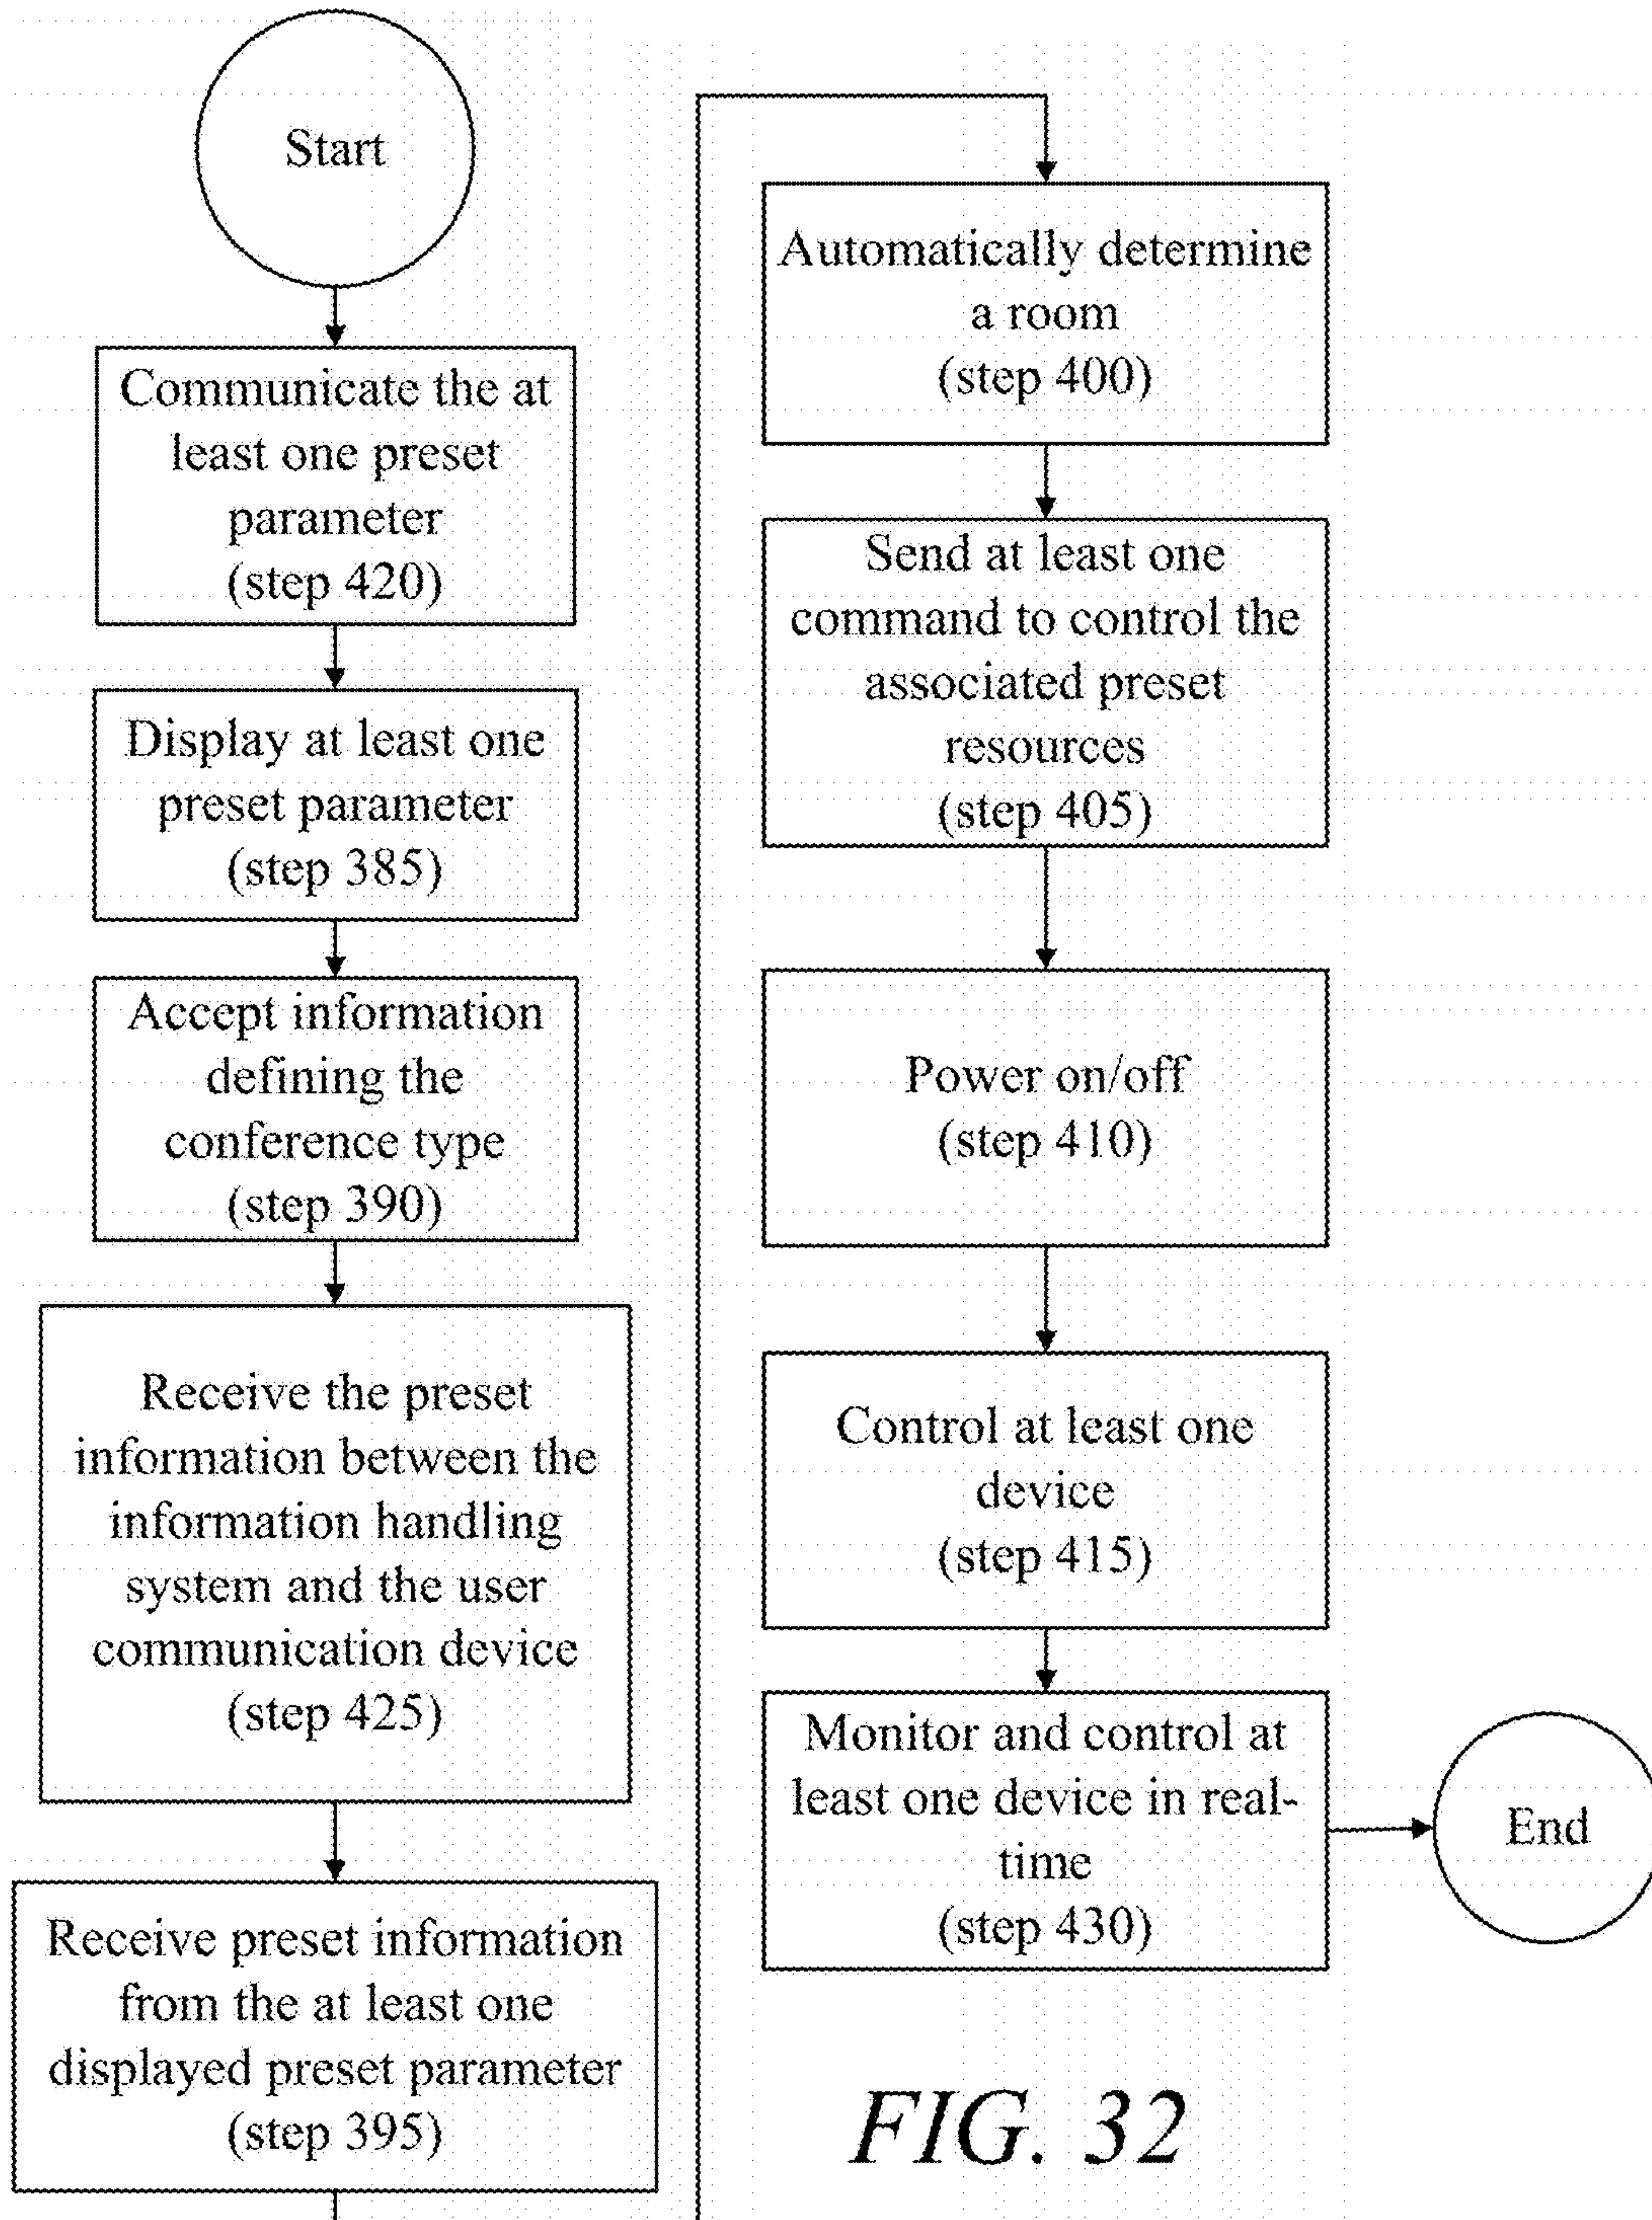 Start
Communicate the at
least one preset
parameter
(step 420)
Display at least one
preset parameter
(step 385)
Accept information
defining the
conference type
(step 390)
Receive the preset
information between the
information handling
system and the user
communication device
(step 425)
Receive preset information
from the at least one
displayed preset parameter
(step 395)
Automatically determine
a room
(step 400)
Send at least one
command to control the
associated preset
resources
(step 405)
Power on/off
(step 410)
Control at least one
device
(step 415)
Monitor and control at
least one device in real-
time
(step 430)
End
FIG. 32